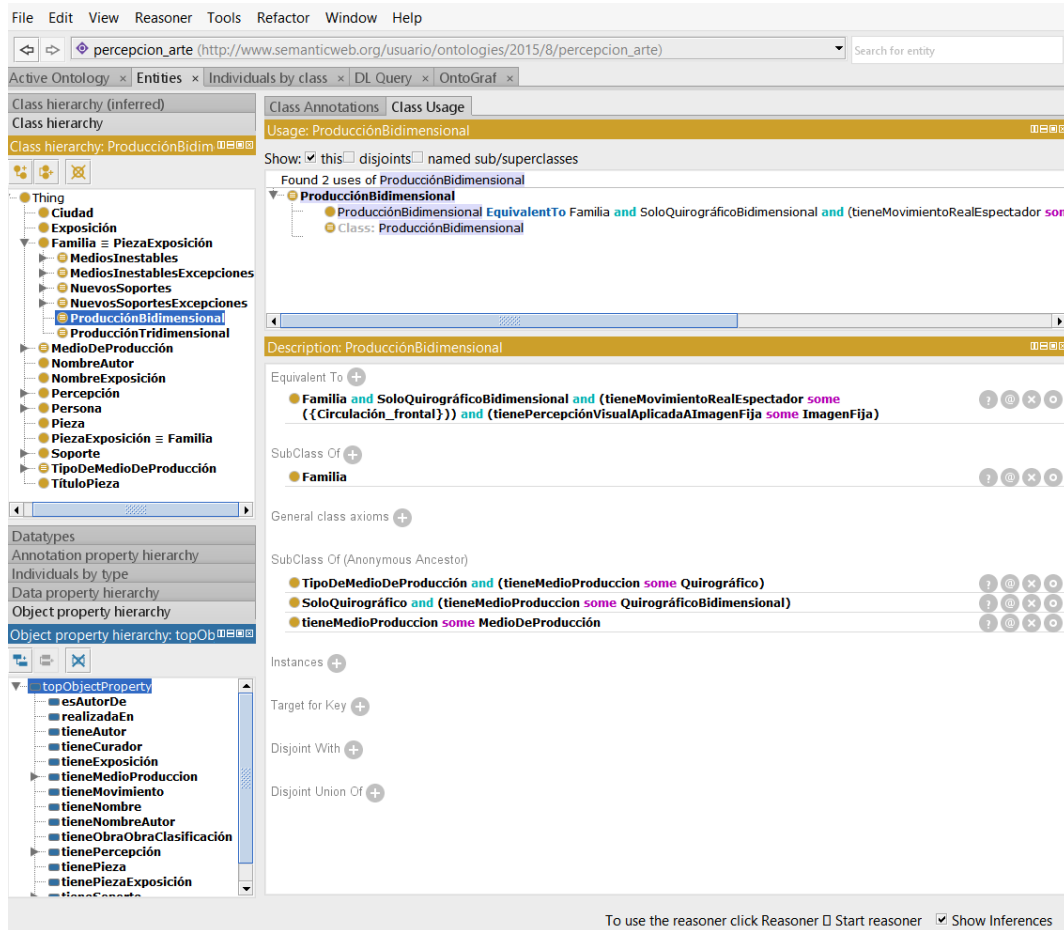 File Edit View Reasoner Tools Refactor Window Help
percepcion_arte (http://www.semanticweb.org/usuario/ontologies/2015/8/percepcion_arte)
Search for entity
Active Ontology × Entities × Individuals by class × DL Query × OntoGraf ×
Class hierarchy (inferred)
Class hierarchy
Class hierarchy: ProducciónBidim
Thing
Ciudad
Exposición
Familia ≡ PiezaExposición
MediosInestables
MediosInestablesExcepciones
NuevosSoportes
NuevosSoportesExcepciones
ProducciónBidimensional
ProducciónTridimensional
MedioDeProducción
NombreAutor
NombreExposición
Percepción
Persona
Pieza
PiezaExposición ≡ Familia
Soporte
TipoDeMedioDeProducción
TítuloPieza
Datatypes
Annotation property hierarchy
Individuals by type
Data property hierarchy
Object property hierarchy
Object property hierarchy: topOb
topObjectProperty
esAutorDe
realizadaEn
tieneAutor
tieneCurador
tieneExposición
tieneMedioProduccion
tieneMovimiento
tieneNombre
tieneNombreAutor
tieneObraObraClasificación
tienePercepción
tienePieza
tienePiezaExposición
tieneSoporte
Class Annotations Class Usage
Usage: ProducciónBidimensional
Show: this disjoints named sub/superclasses
Found 2 uses of ProducciónBidimensional
ProducciónBidimensional
ProducciónBidimensional EquivalentTo Familia and SoloQuirográficoBidimensional and (tieneMovimientoRealEspectador som
Class: ProducciónBidimensional
Description: ProducciónBidimensional
Equivalent To
Familia and SoloQuirográficoBidimensional and (tieneMovimientoRealEspectador some
({Circulación_frontal})) and (tienePercepciónVisualAplicadaAImagenFija some ImagenFija)
SubClass Of
Familia
General class axioms
SubClass Of (Anonymous Ancestor)
TipoDeMedioDeProducción and (tieneMedioProduccion some Quirográfico)
SoloQuirográfico and (tieneMedioProduccion some QuirográficoBidimensional)
tieneMedioProduccion some MedioDeProducción
Instances
Target for Key
Disjoint With
Disjoint Union Of
To use the reasoner click Reasoner ▯ Start reasoner Show Inferences